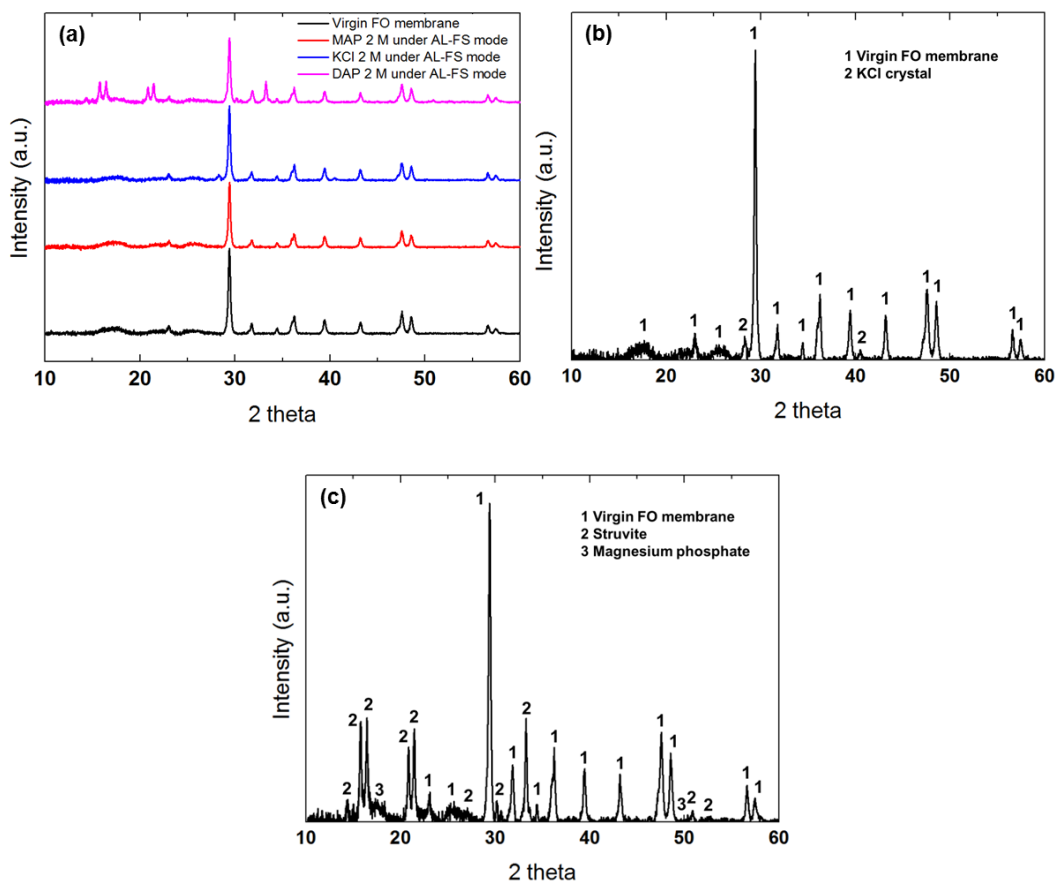 (a)
Virgin FO membrane
MAP 2 M under AL-FS mode
KCl 2 M under AL-FS mode
DAP 2 M under AL-FS mode
Intensity (a.u.)
10 20 30 40 50 60
2 theta
(b)
1 Virgin FO membrane
2 KCl crystal
Intensity (a.u.)
1 1 1 2 1 1 1 1 1 2 1 1 1 1 1
10 20 30 40 50 60
2 theta
(c)
1 Virgin FO membrane
2 Struvite
3 Magnesium phosphate
Intensity (a.u.)
2 2 2 3 2 2 1 1 2 1 2 1 2 1 1 1 1 1 1 3 2 2 1 1
10 20 30 40 50 60
2 theta